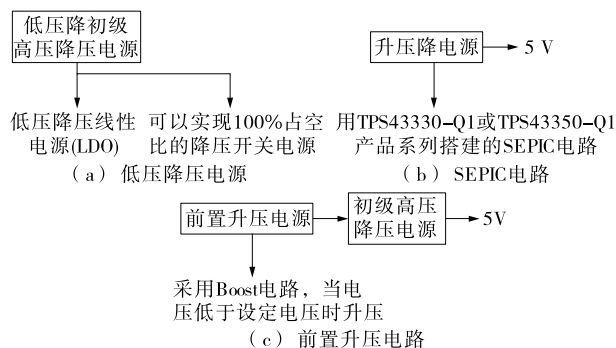 低压降初级
高压降压电源
低压降压线性
电源(LDO)
可以实现100%占空
比的降压开关电源
(a) 低压降压电源
升压降电源
5 V
用TPS43330-Q1或TPS43350-Q1
产品系列搭建的SEPIC电路
(b) SEPIC电路
前置升压电源
初级高压
降压电源
5V
采用Boost电路，当电
压低于设定电压时升压
(c) 前置升压电路